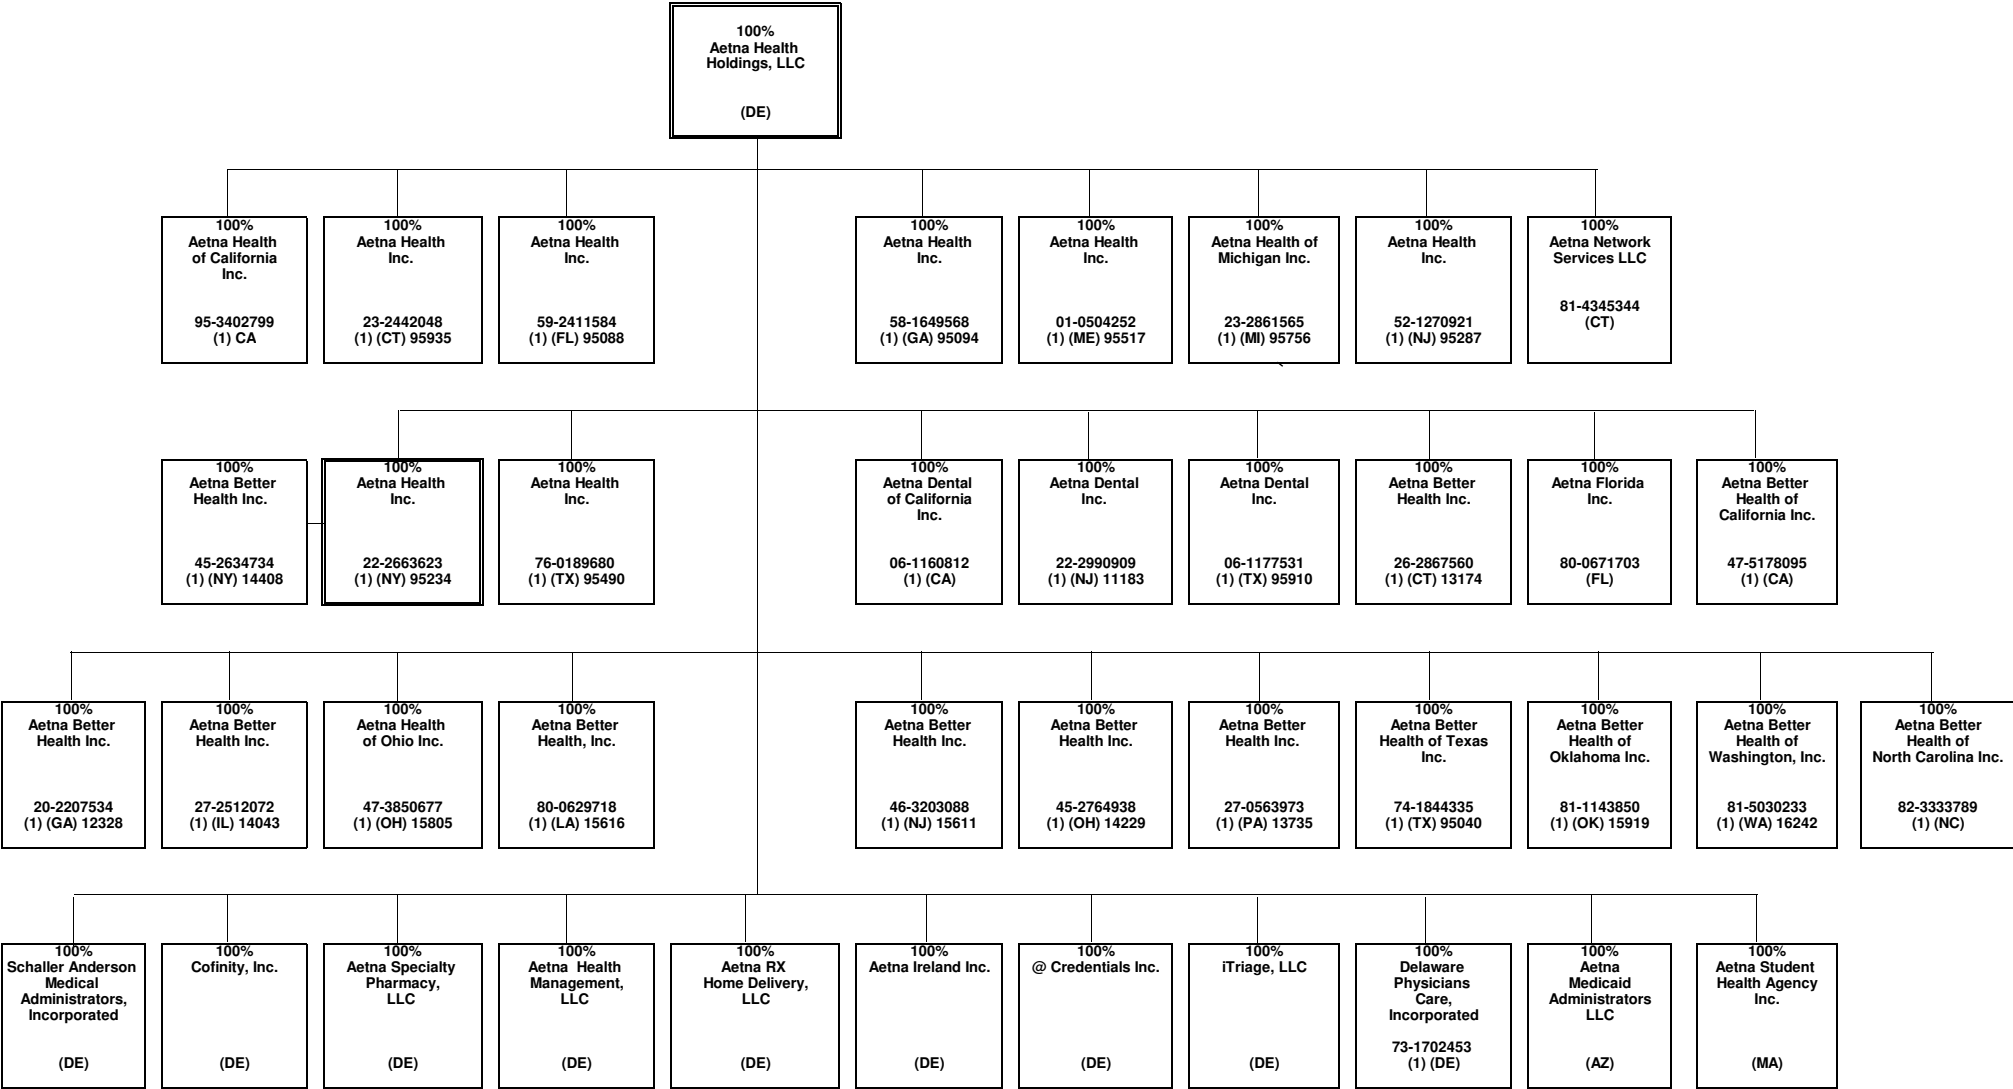 100%
Aetna Health
Holdings, LLC
(DE)
100%
Aetna Health
of California
Inc.
95-3402799
(1) CA
100%
Aetna Health
Inc.
23-2442048
(1) (CT) 95935
100%
Aetna Health
Inc.
59-2411584
(1) (FL) 95088
100%
Aetna Health
Inc.
58-1649568
(1) (GA) 95094
100%
Aetna Health
Inc.
01-0504252
(1) (ME) 95517
100%
Aetna Health of
Michigan Inc.
23-2861565
(1) (MI) 95756
100%
Aetna Health
Inc.
52-1270921
(1) (NJ) 95287
100%
Aetna Network
Services LLC
81-4345344
(CT)
100%
Aetna Better
Health Inc.
45-2634734
(1) (NY) 14408
100%
Aetna Health
Inc.
22-2663623
(1) (NY) 95234
100%
Aetna Health
Inc.
76-0189680
(1) (TX) 95490
100%
Aetna Dental
of California
Inc.
06-1160812
(1) (CA)
100%
Aetna Dental
Inc.
22-2990909
(1) (NJ) 11183
100%
Aetna Dental
Inc.
06-1177531
(1) (TX) 95910
100%
Aetna Better
Health Inc.
26-2867560
(1) (CT) 13174
100%
Aetna Florida
Inc.
80-0671703
(FL)
100%
Aetna Better
Health of
California Inc.
47-5178095
(1) (CA)
100%
Aetna Better
Health Inc.
20-2207534
(1) (GA) 12328
100%
Aetna Better
Health Inc.
27-2512072
(1) (IL) 14043
100%
Aetna Health
of Ohio Inc.
47-3850677
(1) (OH) 15805
100%
Aetna Better
Health, Inc.
80-0629718
(1) (LA) 15616
100%
Aetna Better
Health Inc.
46-3203088
(1) (NJ) 15611
100%
Aetna Better
Health Inc.
45-2764938
(1) (OH) 14229
100%
Aetna Better
Health Inc.
27-0563973
(1) (PA) 13735
100%
Aetna Better
Health of Texas
Inc.
74-1844335
(1) (TX) 95040
100%
Aetna Better
Health of
Oklahoma Inc.
81-1143850
(1) (OK) 15919
100%
Aetna Better
Health of
Washington, Inc.
81-5030233
(1) (WA) 16242
100%
Aetna Better
Health of
North Carolina Inc.
82-3333789
(1) (NC)
100%
Schaller Anderson
Medical
Administrators,
Incorporated
(DE)
100%
Cofinity, Inc.
(DE)
100%
Aetna Specialty
Pharmacy,
LLC
(DE)
100%
Aetna Health
Management,
LLC
(DE)
100%
Aetna RX
Home Delivery,
LLC
(DE)
100%
Aetna Ireland Inc.
(DE)
100%
@ Credentials Inc.
(DE)
100%
iTriage, LLC
(DE)
100%
Delaware
Physicians
Care,
Incorporated
73-1702453
(1) (DE)
100%
Aetna
Medicaid
Administrators
LLC
(AZ)
100%
Aetna Student
Health Agency
Inc.
(MA)